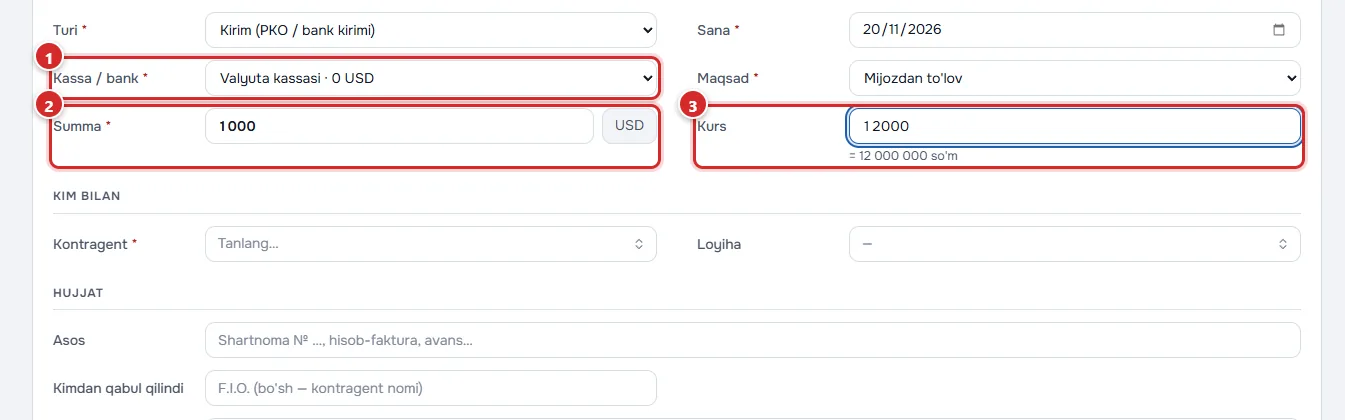 Turi * Kirim (PKO / bank kirimi) Sana * 20/11/2026
1
Kassa / bank * Valyuta kassasi · 0 USD Maqsad * Mijozdan to'lov
2 3
Summa * 1 000 USD Kurs 12000
= 12 000 000 so'm
KIM BILAN
Kontragent * Tanlang... Loyiha —
HUJJAT
Asos Shartnoma № ..., hisob-faktura, avans...
Kimdan qabul qilindi F.I.O. (bo'sh — kontragent nomi)